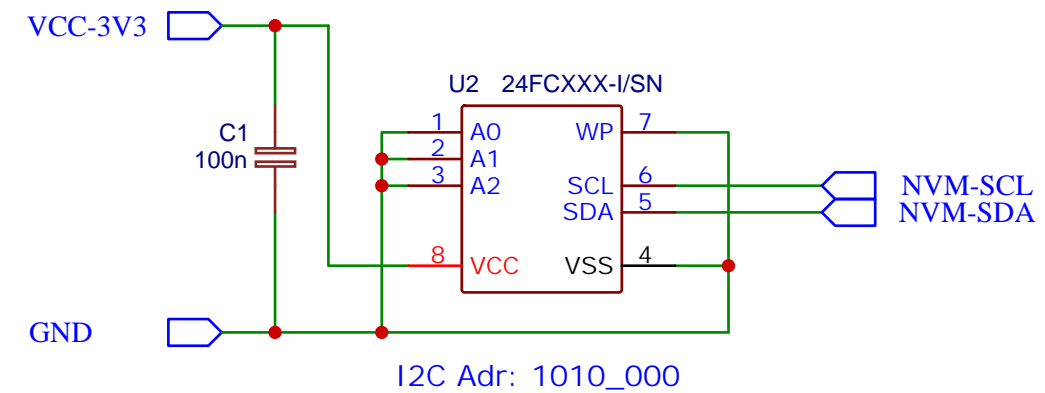 VCC-3V3
U2 24FCXXX-I/SN
C1
100n
1 A0 WP 7
2 A1
3 A2 SCL 6 NVM-SCL
SDA 5 NVM-SDA
8 VCC VSS 4
GND
I2C Adr: 1010_000